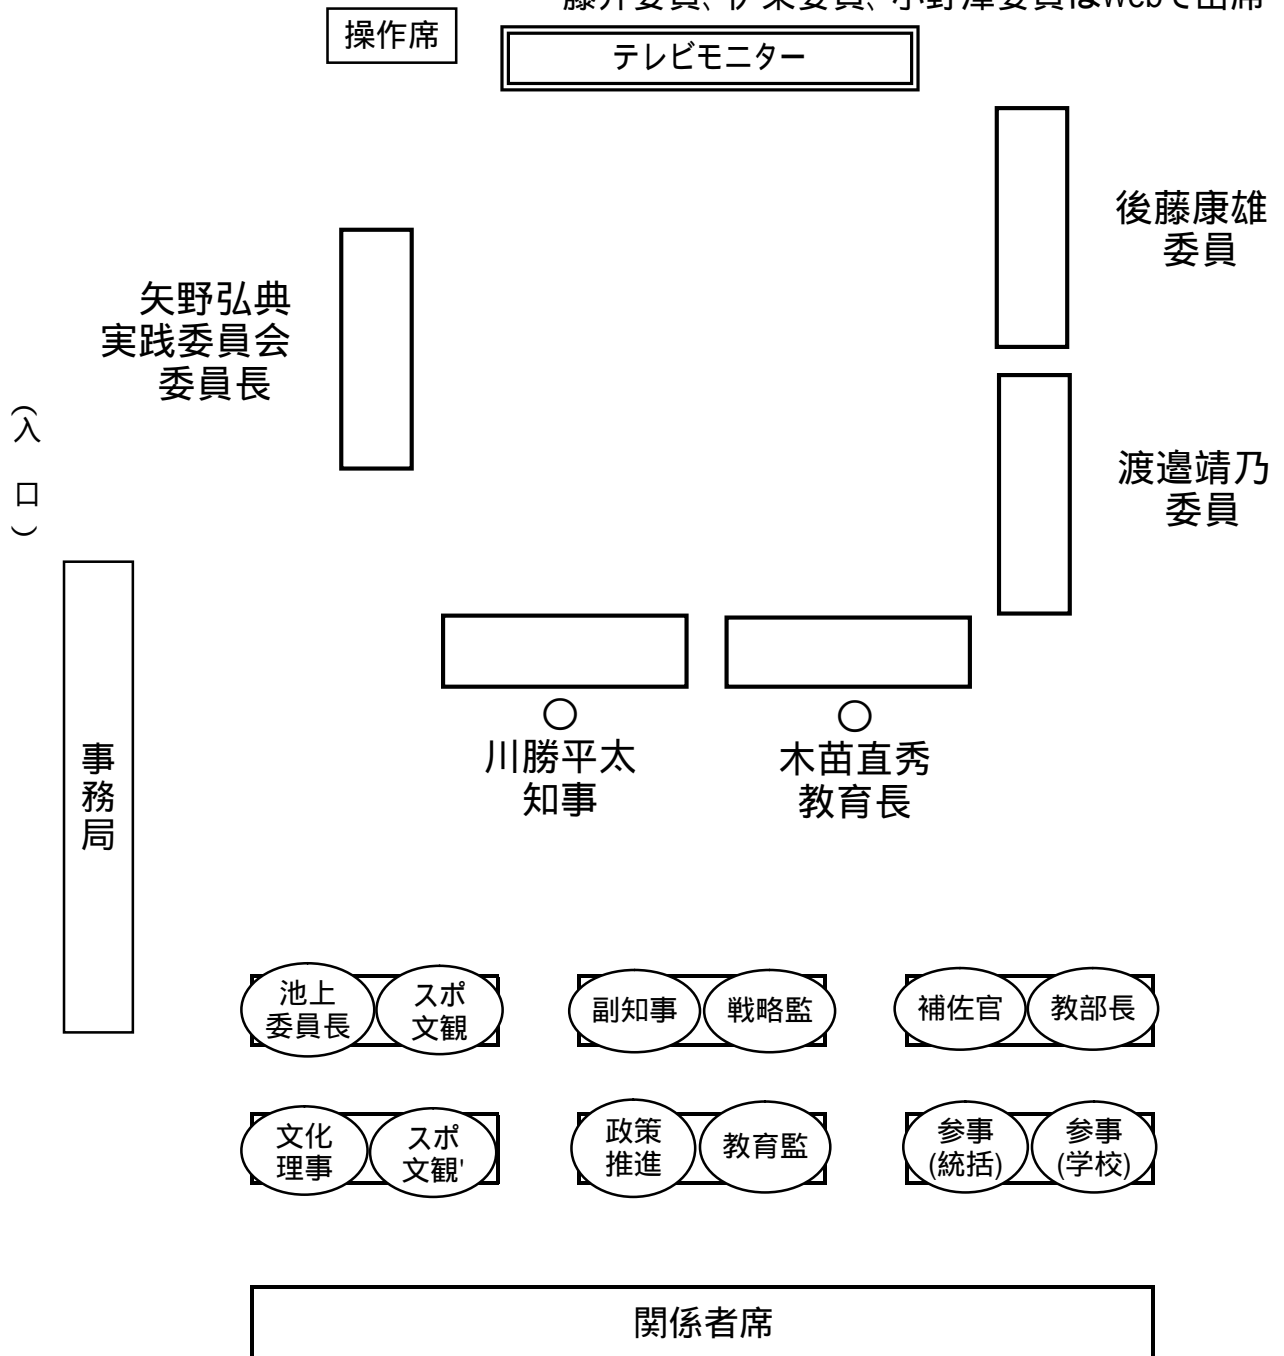 操作席
テレビモニター
後藤康雄
委員
矢野弘典
実践委員会
委員長
(入口)
渡邉靖乃
委員
事務局
川勝平太
知事
木苗直秀
教育長
池上
委員長
スポ
文観
副知事
戦略監
補佐官
教部長
文化
理事
スポ
文観'
政策
推進
教育監
参事
(統括)
参事
(学校)
関係者席